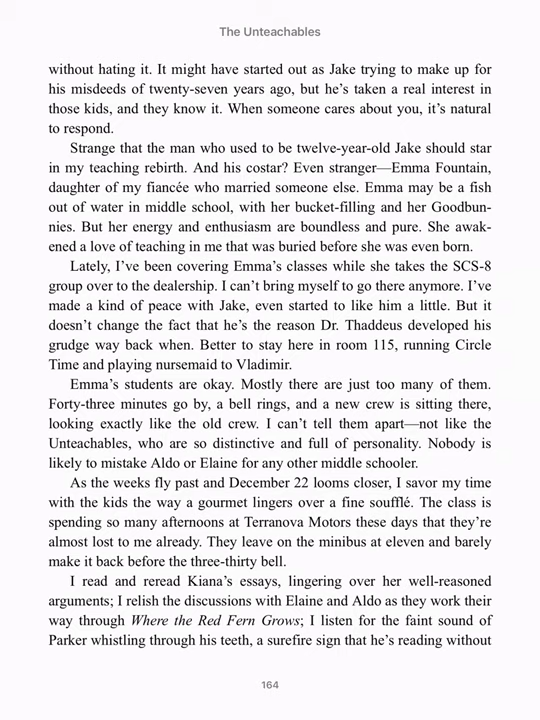 The Unteachables
without hating it. It might have started out as Jake trying to make up for
his misdeeds of twenty-seven years ago, but he’s taken a real interest in
those kids, and they know it. When someone cares about you, it’s natural
to respond.
Strange that the man who used to be twelve-year-old Jake should star
in my teaching rebirth. And his costar? Even stranger—Emma Fountain,
daughter of my fiancée who married someone else. Emma may be a fish
out of water in middle school, with her bucket-filling and her Goodbun-
nies. But her energy and enthusiasm are boundless and pure. She awak-
ened a love of teaching in me that was buried before she was even born.
Lately, I’ve been covering Emma’s classes while she takes the SCS-8
group over to the dealership. I can’t bring myself to go there anymore. I’ve
made a kind of peace with Jake, even started to like him a little. But it
doesn’t change the fact that he’s the reason Dr. Thaddeus developed his
grudge way back when. Better to stay here in room 115, running Circle
Time and playing nursemaid to Vladimir.
Emma’s students are okay. Mostly there are just too many of them.
Forty-three minutes go by, a bell rings, and a new crew is sitting there,
looking exactly like the old crew. I can’t tell them apart—not like the
Unteachables, who are so distinctive and full of personality. Nobody is
likely to mistake Aldo or Elaine for any other middle schooler.
As the weeks fly past and December 22 looms closer, I savor my time
with the kids the way a gourmet lingers over a fine soufflé. The class is
spending so many afternoons at Terranova Motors these days that they’re
almost lost to me already. They leave on the minibus at eleven and barely
make it back before the three-thirty bell.
I read and reread Kiana’s essays, lingering over her well-reasoned
arguments; I relish the discussions with Elaine and Aldo as they work their
way through Where the Red Fern Grows; I listen for the faint sound of
Parker whistling through his teeth, a surefire sign that he’s reading without
164